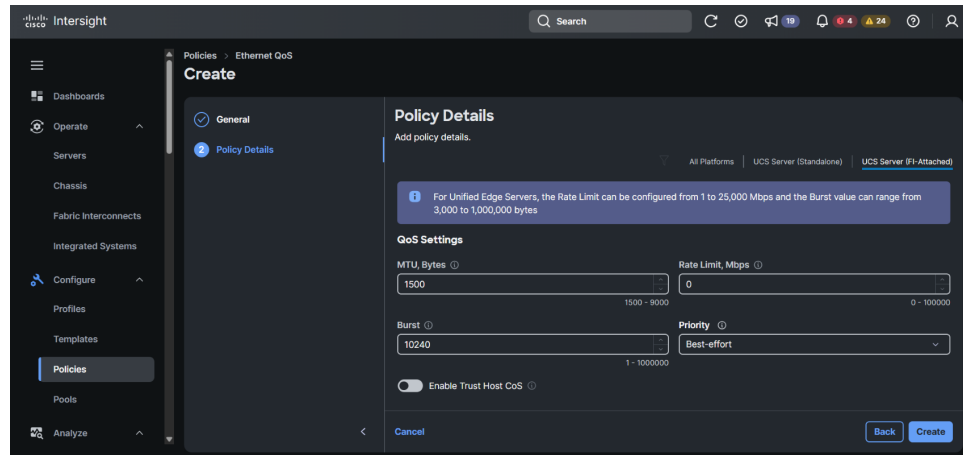 cisco Intersight
Search
19
4
24
Policies > Ethernet QoS
Create
Dashboards
Operate
Servers
Chassis
Fabric Interconnects
Integrated Systems
Configure
Profiles
Templates
Policies
Pools
Analyze
General
2 Policy Details
Policy Details
Add policy details.
All Platforms | UCS Server (Standalone) | UCS Server (FI-Attached)
For Unified Edge Servers, the Rate Limit can be configured from 1 to 25,000 Mbps and the Burst value can range from
3,000 to 1,000,000 bytes
QoS Settings
MTU, Bytes
1500
1500 - 9000
Rate Limit, Mbps
0
0 - 100000
Burst
10240
1 - 1000000
Priority
Best-effort
Enable Trust Host CoS
Cancel
Back
Create